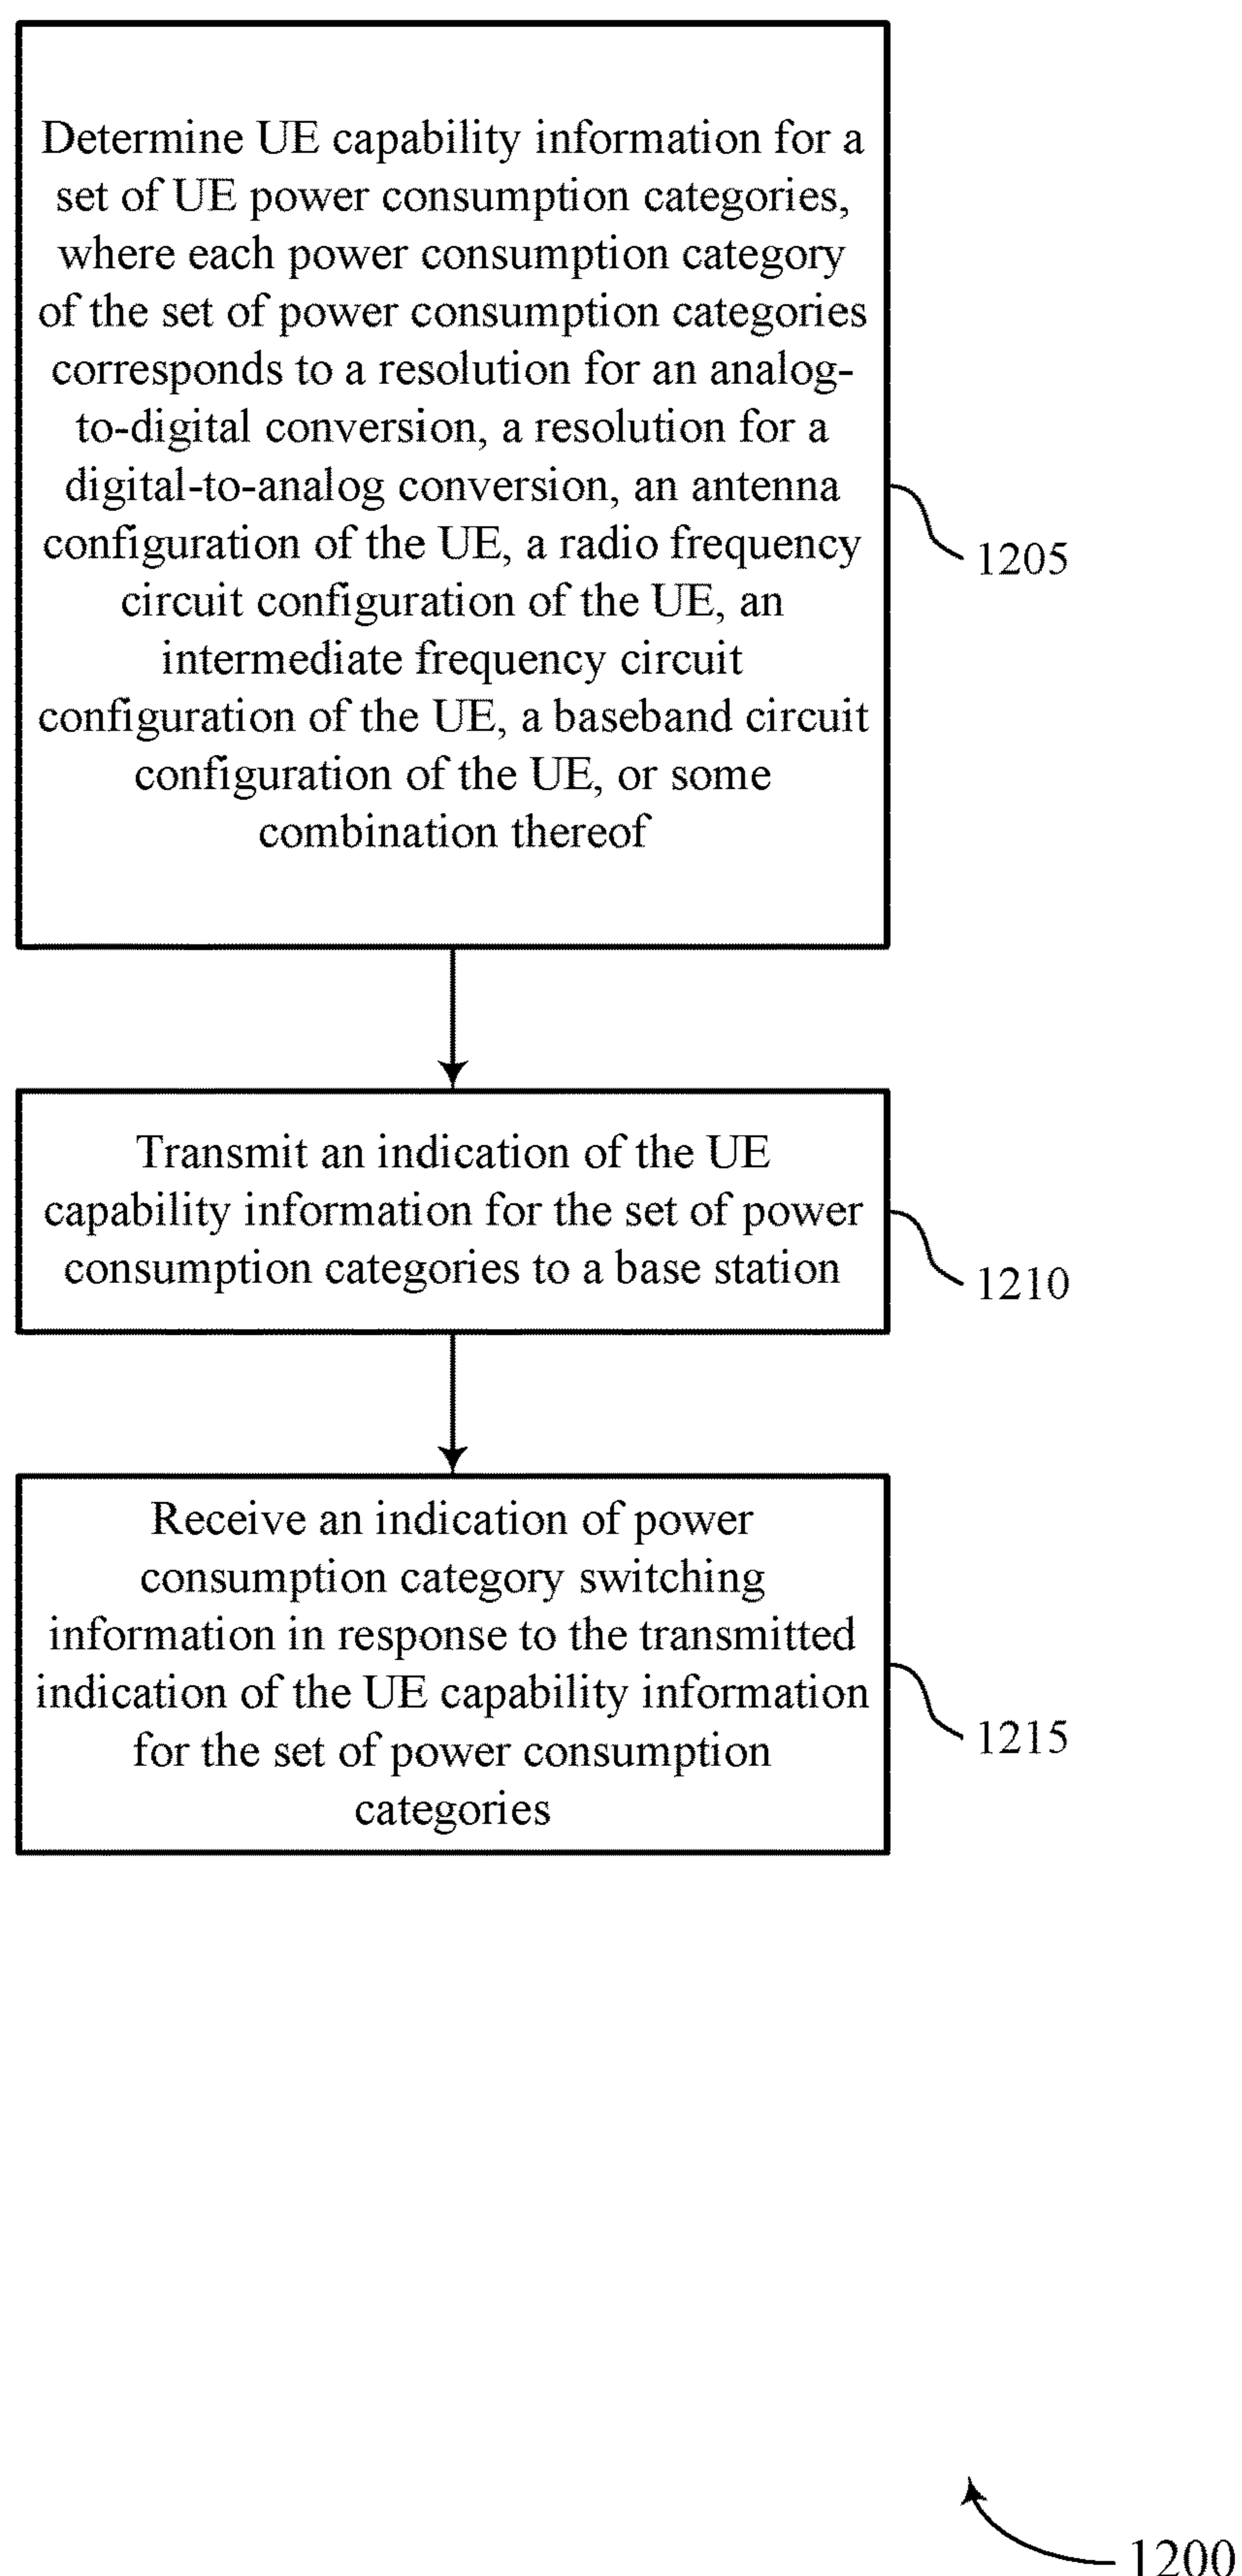 Determine UE capability information for a
set of UE power consumption categories,
where each power consumption category
of the set of power consumption categories
corresponds to a resolution for an analog-
to-digital conversion, a resolution for a
digital-to-analog conversion, an antenna
configuration of the UE, a radio frequency
circuit configuration of the UE, an
intermediate frequency circuit
configuration of the UE, a baseband circuit
configuration of the UE, or some
combination thereof
1205
Transmit an indication of the UE
capability information for the set of power
consumption categories to a base station
1210
Receive an indication of power
consumption category switching
information in response to the transmitted
indication of the UE capability information
for the set of power consumption
categories
1215
1200